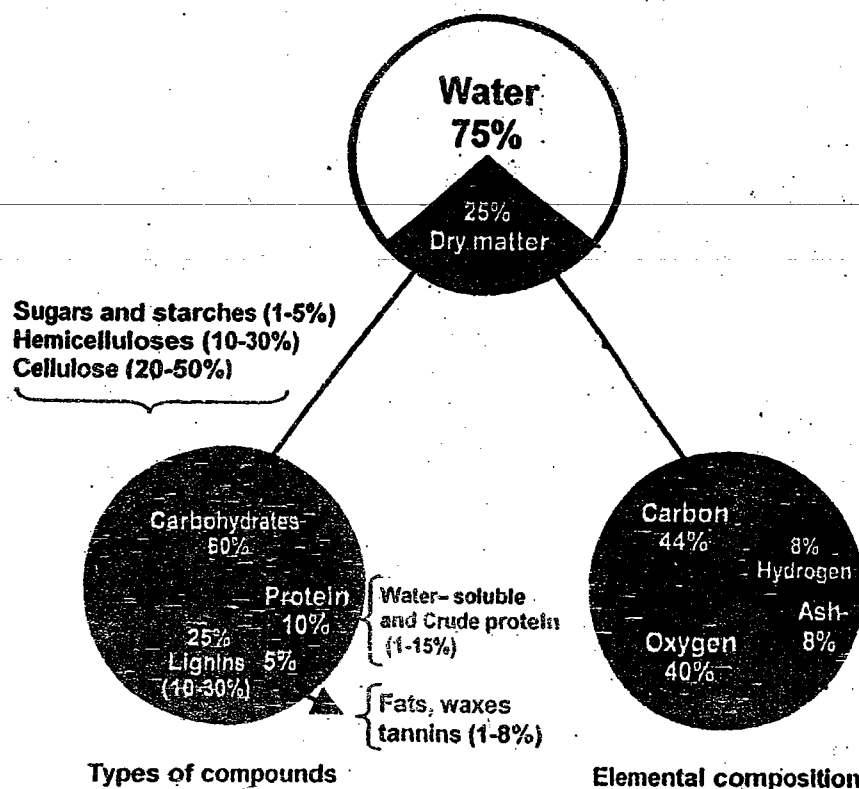 Water
75%
25%
Dry matter
Sugars and starches (1-5%)
Hemicelluloses (10-30%)
Cellulose (20-50%)
Carbohydrates
60%
Protein
10%
25%
Lignins
(10-30%)
5%
Water-soluble
and Crude protein
(1-15%)
Fats, waxes
tannins (1-8%)
Types of compounds
Carbon
44%
8%
Hydrogen
Ash
8%
Oxygen
40%
Elemental composition